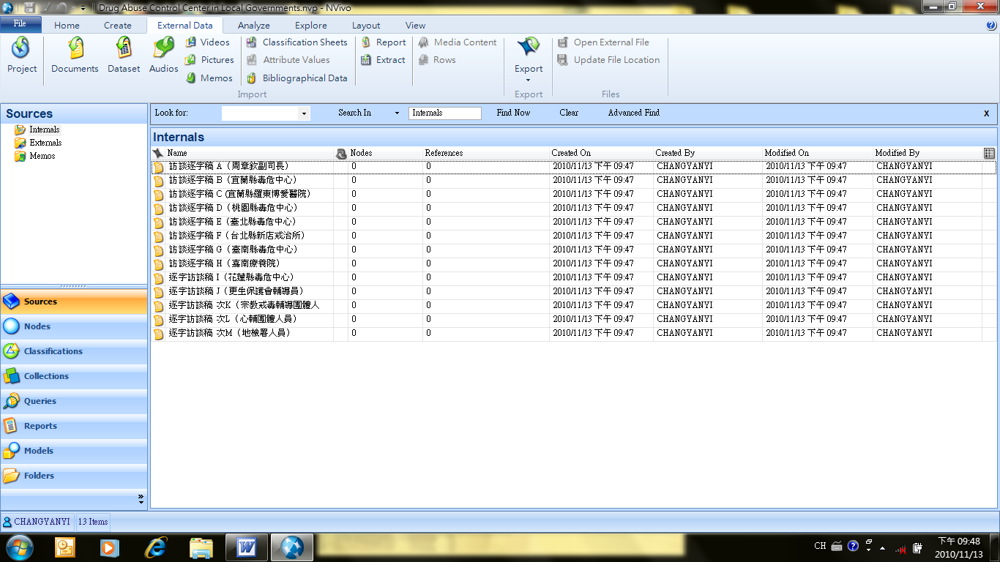 Drug Abuse Control Center in Local Governments.nvp - NVivo
File Home Create External Data Analyze Explore Layout View
Project Documents Dataset Audios Videos Pictures Memos
Classification Sheets Attribute Values Bibliographical Data
Report Extract Media Content Rows Export
Open External File
Update File Location
Import Export Files
Sources
Internals
Externals
Memos
Look for: Search In Internals Find Now Clear Advanced Find x
Internals
Name Nodes References Created On Created By Modified On Modified By
訪談逐字稿 A（周章欽副司長） 0 0 2010/11/13 下午 09:47 CHANGYANYI 2010/11/13 下午 09:47 CHANGYANYI
訪談逐字稿 B（宜蘭縣毒危中心） 0 0 2010/11/13 下午 09:47 CHANGYANYI 2010/11/13 下午 09:47 CHANGYANYI
訪談逐字稿 C (宜蘭縣羅東博愛醫院) 0 0 2010/11/13 下午 09:47 CHANGYANYI 2010/11/13 下午 09:47 CHANGYANYI
訪談逐字稿 D（桃園縣毒危中心） 0 0 2010/11/13 下午 09:47 CHANGYANYI 2010/11/13 下午 09:47 CHANGYANYI
訪談逐字稿 E（臺北縣毒危中心） 0 0 2010/11/13 下午 09:47 CHANGYANYI 2010/11/13 下午 09:47 CHANGYANYI
訪談逐字稿 F（台北縣新店戒治所） 0 0 2010/11/13 下午 09:47 CHANGYANYI 2010/11/13 下午 09:47 CHANGYANYI
訪談逐字稿 G（臺南縣毒危中心） 0 0 2010/11/13 下午 09:47 CHANGYANYI 2010/11/13 下午 09:47 CHANGYANYI
訪談逐字稿 H（嘉南療養院） 0 0 2010/11/13 下午 09:47 CHANGYANYI 2010/11/13 下午 09:47 CHANGYANYI
逐字訪談稿 I（花蓮縣毒危中心） 0 0 2010/11/13 下午 09:47 CHANGYANYI 2010/11/13 下午 09:47 CHANGYANYI
逐字訪談稿 J（更生保護會輔導員） 0 0 2010/11/13 下午 09:47 CHANGYANYI 2010/11/13 下午 09:47 CHANGYANYI
逐字訪談稿 次K（宗教戒毒輔導團體人 0 0 2010/11/13 下午 09:47 CHANGYANYI 2010/11/13 下午 09:47 CHANGYANYI
逐字訪談稿 次L（心輔團體人員） 0 0 2010/11/13 下午 09:47 CHANGYANYI 2010/11/13 下午 09:47 CHANGYANYI
逐字訪談稿 次M（地檢署人員） 0 0 2010/11/13 下午 09:47 CHANGYANYI 2010/11/13 下午 09:47 CHANGYANYI
Sources
Nodes
Classifications
Collections
Queries
Reports
Models
Folders
CHANGYANYI 13 Items
CH 下午 09:48
2010/11/13